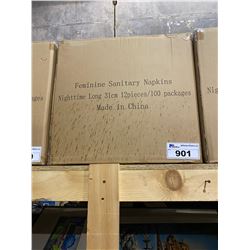 Feminine Sanitary Napkins
Nighttime Long 31cm 12pieces/100 packages
Made in China
901